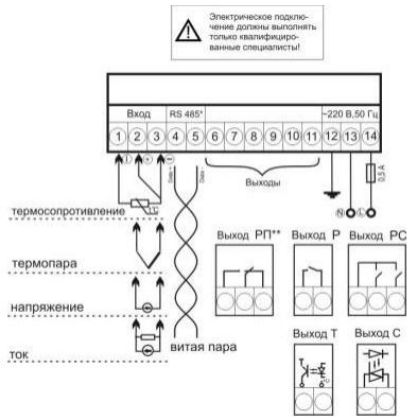 Электрическое подклю-
чение должны выполнять
только квалифициро-
ванные специалисты!
Вход RS 485* ~220 В,50 Гц
1 2 3 4 5 6 7 8 9 10 11 12 13 14
Data+ Data-
0,5 А
Выходы
N L
термосопротивление
термопара
напряжение
ток
витая пара
Выход РП** Выход Р Выход РС
Выход Т Выход С